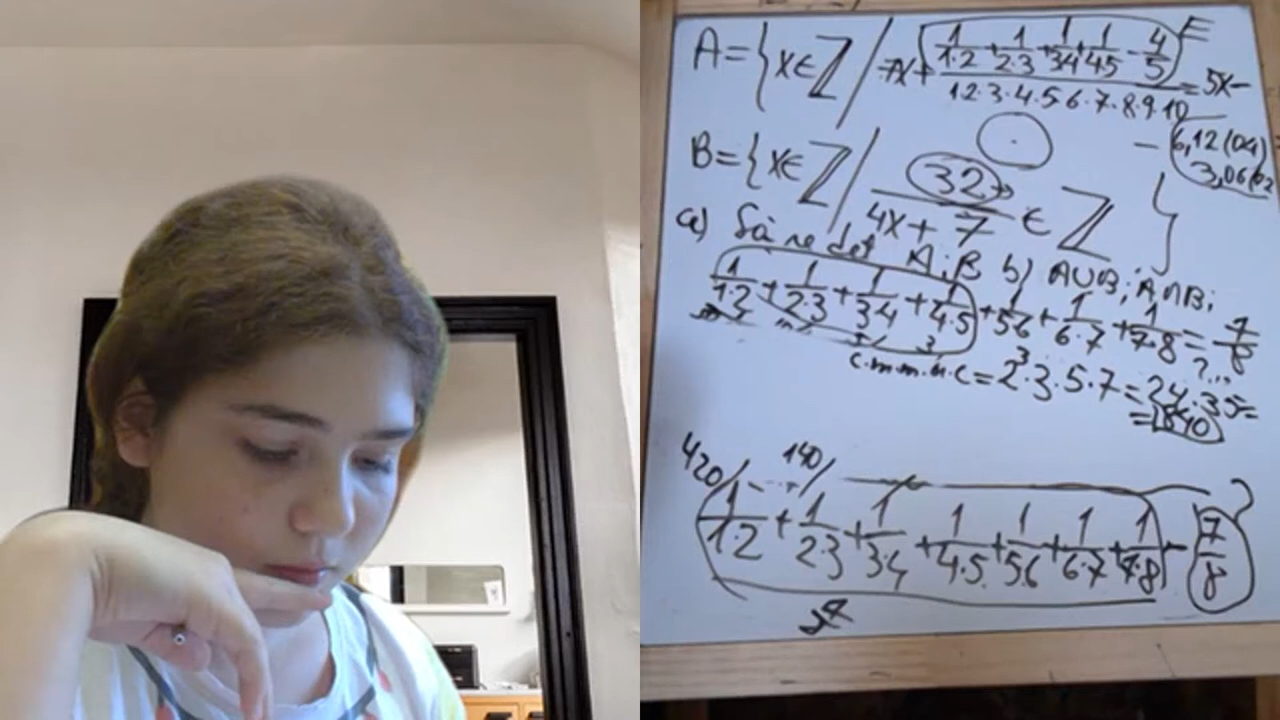 A = { x ∈ ℤ / 7x + (1/1·2 + 1/2·3 + 1/3·4 + 1/4·5 - 4/5) / 1·2·3·4·5·6·7·8·9·10 = 5x -
- 6,12(04)
3,06(02
B = { x ∈ ℤ / 32 / 4x + 7 ∈ ℤ }
a) Să se det A; B b) A∪B; A∩B;
1/1·2 + 1/2·3 + 1/3·4 + 1/4·5 + 1/5·6 + 1/6·7 + 1/7·8 = 7/8
?...
c.m.m.m.c = 2³·3·5·7 = 24·35 =
= 840
420/ 140/
1/1·2 + 1/2·3 + 1/3·4 + 1/4·5 + 1/5·6 + 1/6·7 + 1/7·8 - 7/8